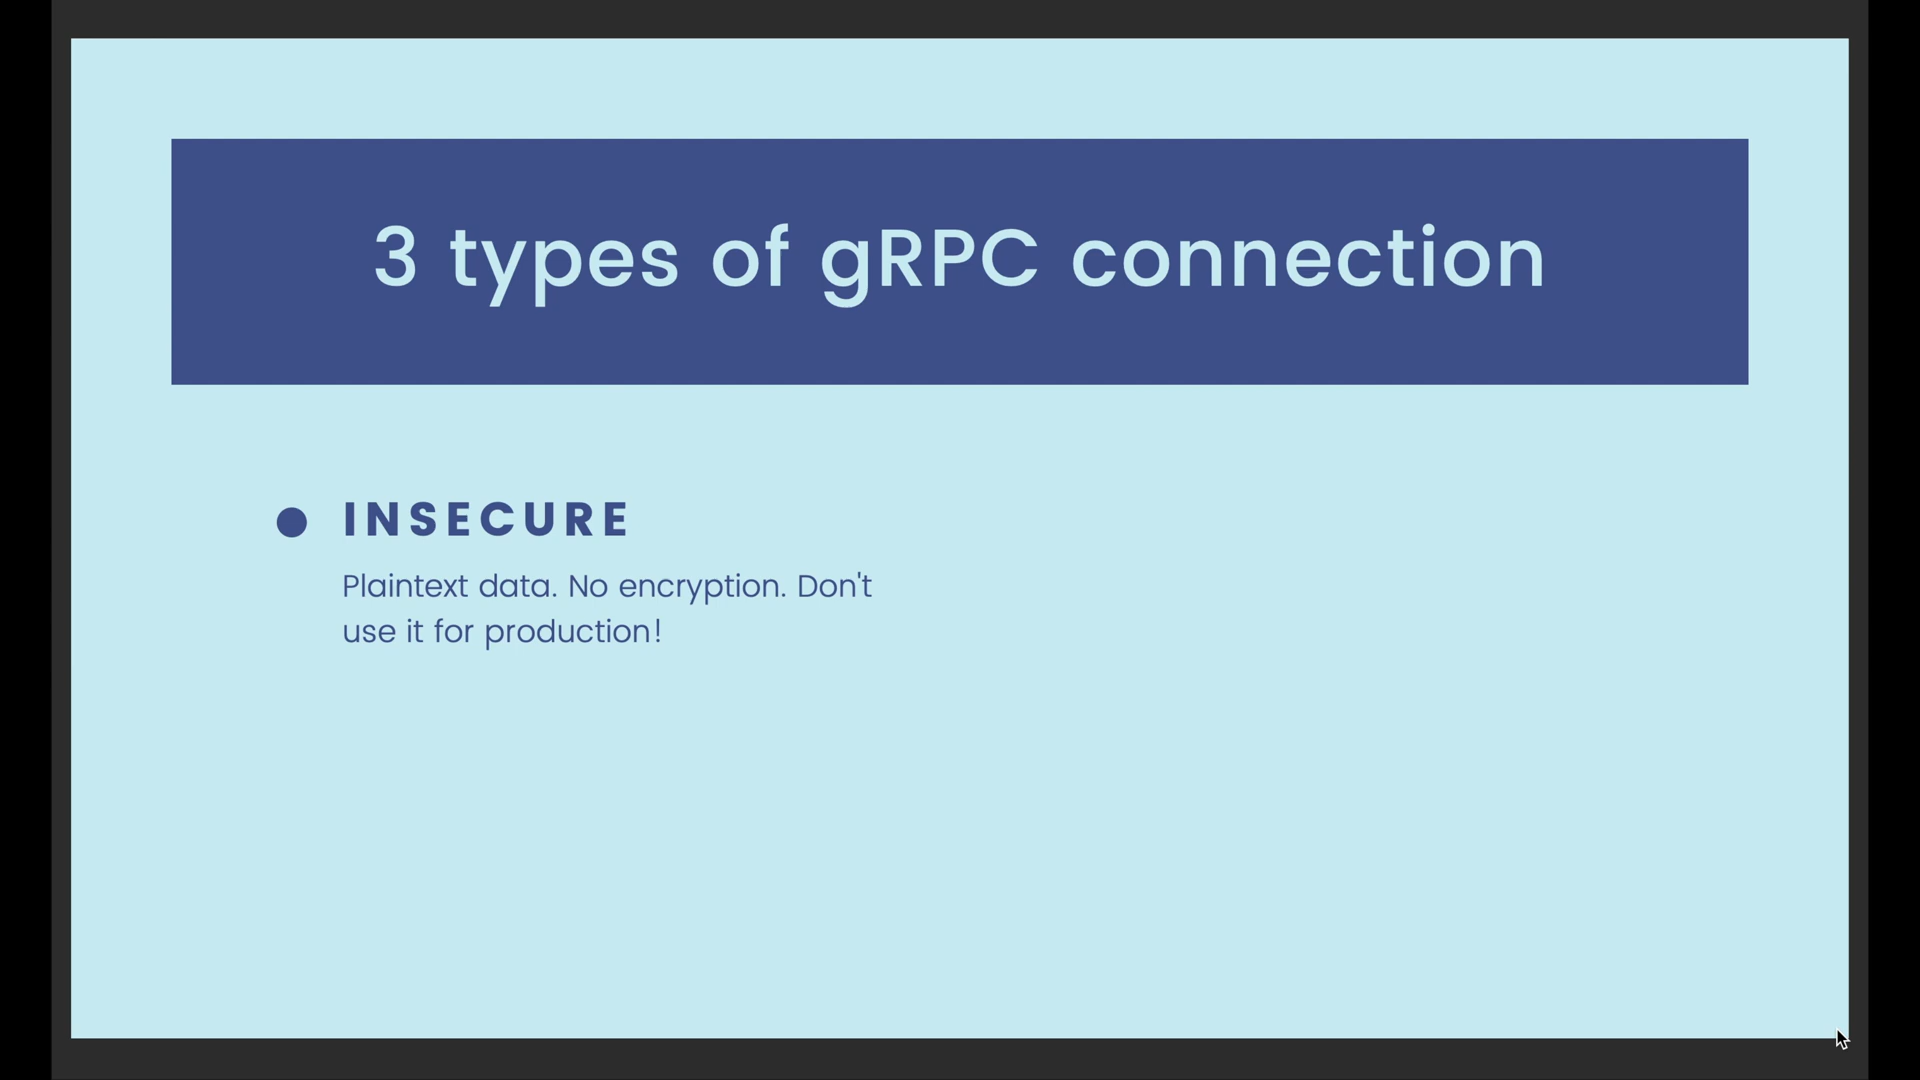 3 types of gRPC connection
INSECURE
Plaintext data. No encryption. Don't
use it for production!